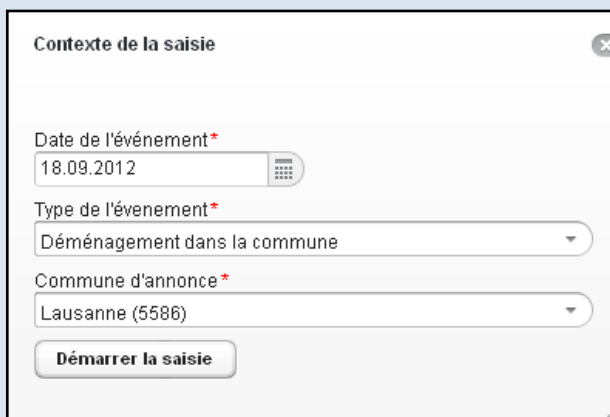 Contexte de la saisie
Date de l'événement*
18.09.2012
Type de l'évenement*
Déménagement dans la commune
Commune d'annonce*
Lausanne (5586)
Démarrer la saisie